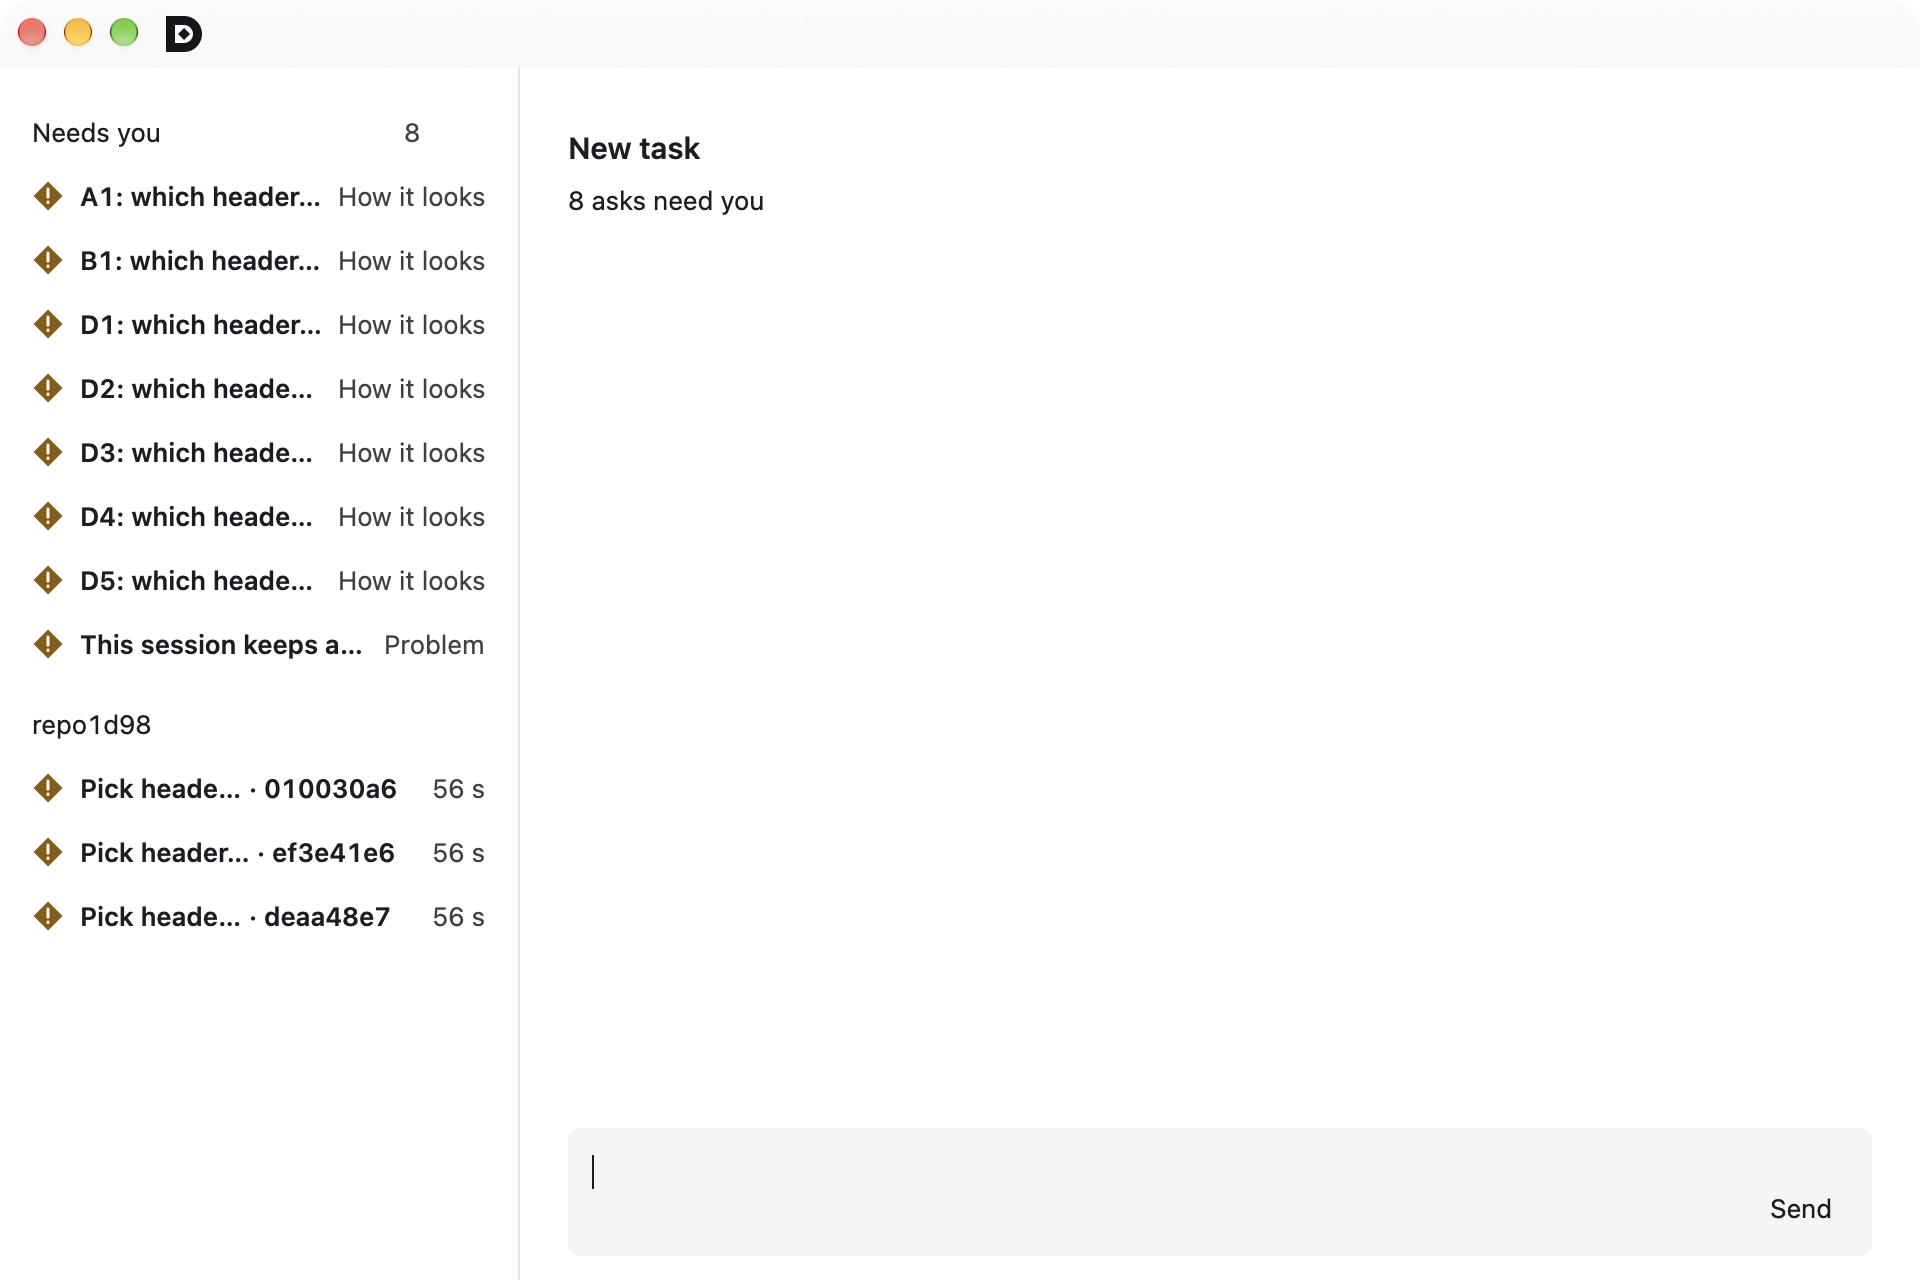 Needs you 8
A1: which header... How it looks
B1: which header... How it looks
D1: which header... How it looks
D2: which heade... How it looks
D3: which heade... How it looks
D4: which heade... How it looks
D5: which heade... How it looks
This session keeps a... Problem
repo1d98
Pick heade... · 010030a6 56 s
Pick header... · ef3e41e6 56 s
Pick heade... · deaa48e7 56 s
New task
8 asks need you
Send